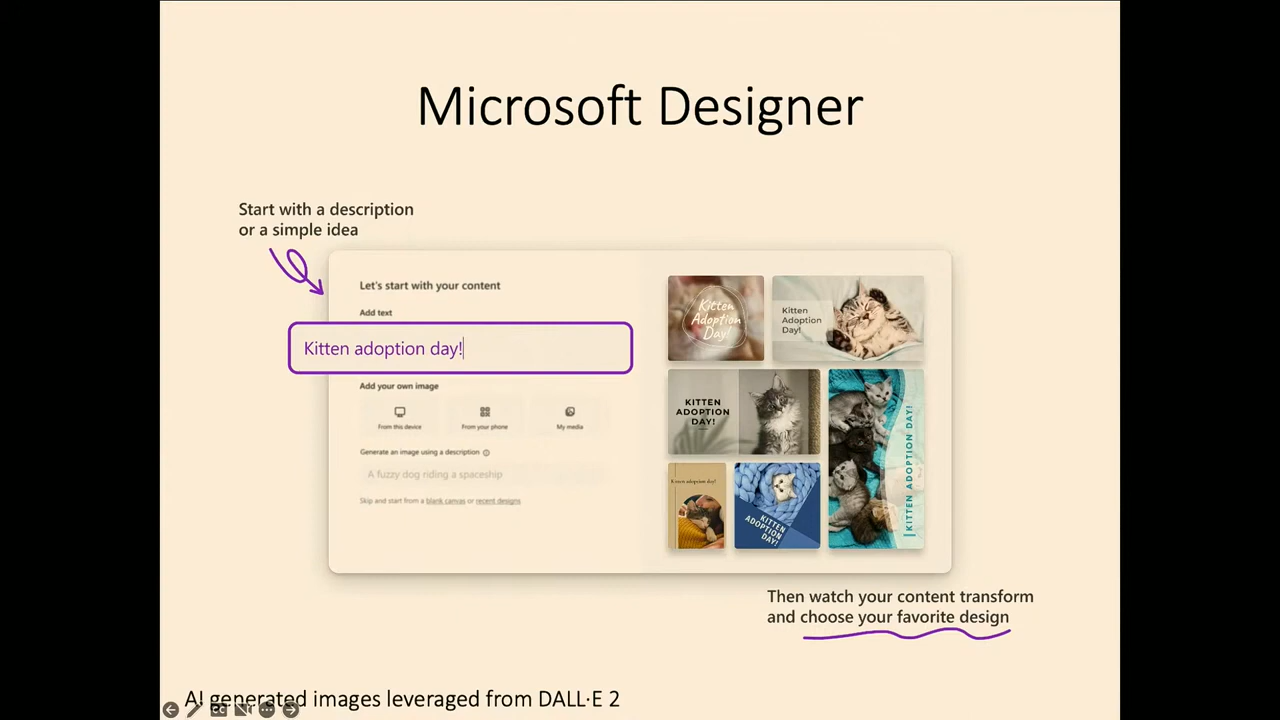 Microsoft Designer
Start with a description
or a simple idea
Let's start with your content
Add text
Kitten adoption day!
Add your own image
From this device
From your phone
My media
Generate an image using a description
A fuzzy dog riding a spaceship
Skip and start from a blank canvas or recent designs
Kitten
Adoption
Day!
Kitten
Adoption
Day!
KITTEN
ADOPTION
DAY!
KITTEN ADOPTION DAY!
Kitten adoption day!
KITTEN
ADOPTION
DAY!
Then watch your content transform
and choose your favorite design
AI generated images leveraged from DALL·E 2
CC